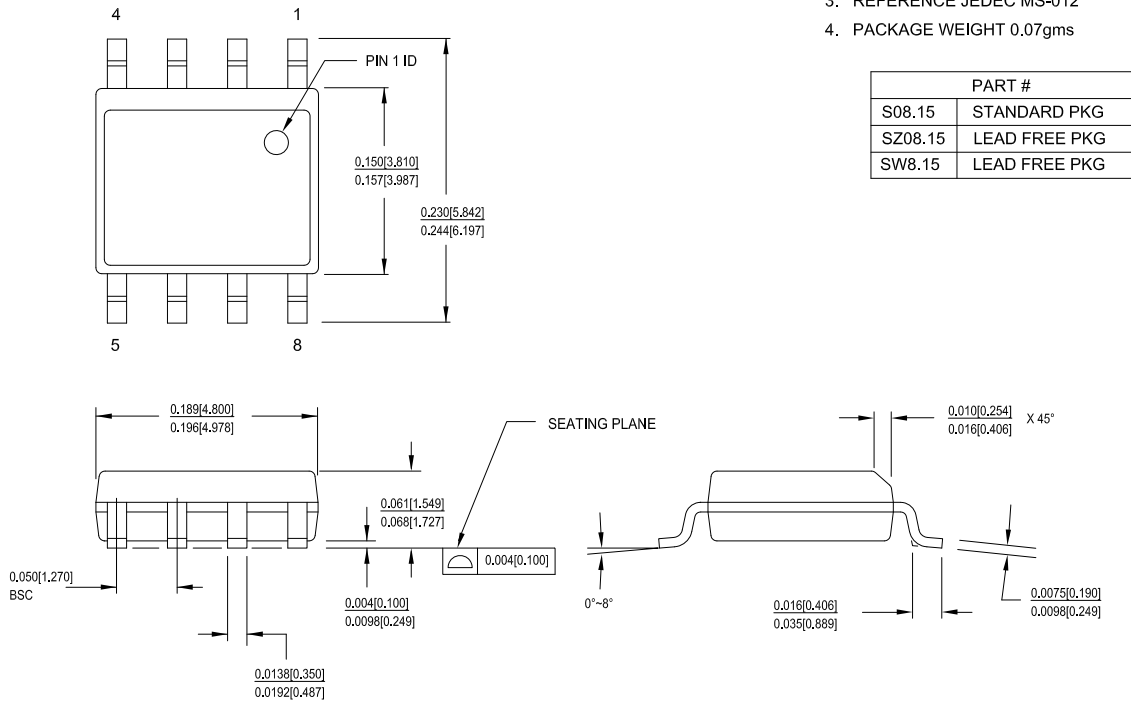 3. REFERENCE JEDEC MS-012
4. PACKAGE WEIGHT 0.07gms
PART #
S08.15 STANDARD PKG
SZ08.15 LEAD FREE PKG
SW8.15 LEAD FREE PKG
4 1
PIN 1 ID
0.150[3.810]
0.157[3.987]
0.230[5.842]
0.244[6.197]
5 8
0.189[4.800]
0.196[4.978]
SEATING PLANE
0.010[0.254]
0.016[0.406]
X 45°
0.061[1.549]
0.068[1.727]
0.004[0.100]
0.050[1.270]
BSC
0.004[0.100]
0.0098[0.249]
0°~8°
0.016[0.406]
0.035[0.889]
0.0075[0.190]
0.0098[0.249]
0.0138[0.350]
0.0192[0.487]